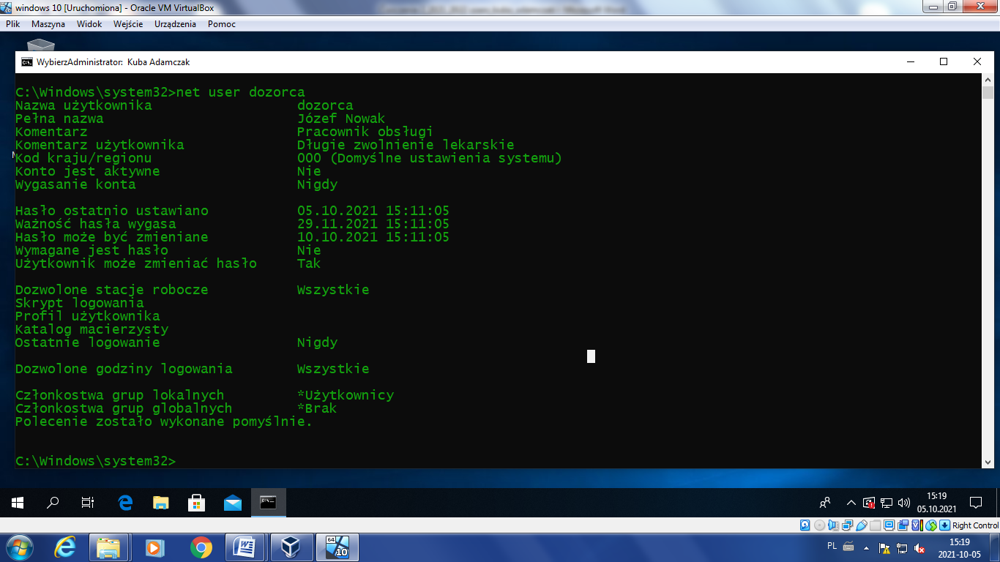 windows 10 [Uruchomiona] - Oracle VM VirtualBox
Plik Maszyna Widok Wejście Urządzenia Pomoc
WybierzAdministrator: Kuba Adamczak
C:\Windows\system32>net user dozorca
Nazwa użytkownika dozorca
Pełna nazwa Józef Nowak
Komentarz Pracownik obsługi
Komentarz użytkownika Długie zwolnienie lekarskie
Kod kraju/regionu 000 (Domyślne ustawienia systemu)
Konto jest aktywne Nie
Wygasanie konta Nigdy
Hasło ostatnio ustawiano 05.10.2021 15:11:05
Ważność hasła wygasa 29.11.2021 15:11:05
Hasło może być zmieniane 10.10.2021 15:11:05
Wymagane jest hasło Nie
Użytkownik może zmieniać hasło Tak
Dozwolone stacje robocze Wszystkie
Skrypt logowania
Profil użytkownika
Katalog macierzysty
Ostatnie logowanie Nigdy
Dozwolone godziny logowania Wszystkie
Członkostwa grup lokalnych *Użytkownicy
Członkostwa grup globalnych *Brak
Polecenie zostało wykonane pomyślnie.
C:\Windows\system32>
15:19
05.10.2021
Right Control
64
10
PL
15:19
2021-10-05